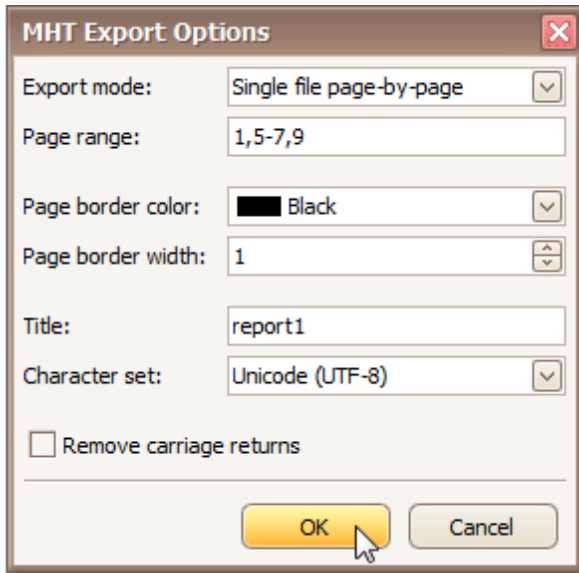 MHT Export Options
Export mode: Single file page-by-page
Page range: 1,5-7,9
Page border color: Black
Page border width: 1
Title: report1
Character set: Unicode (UTF-8)
Remove carriage returns
OK Cancel